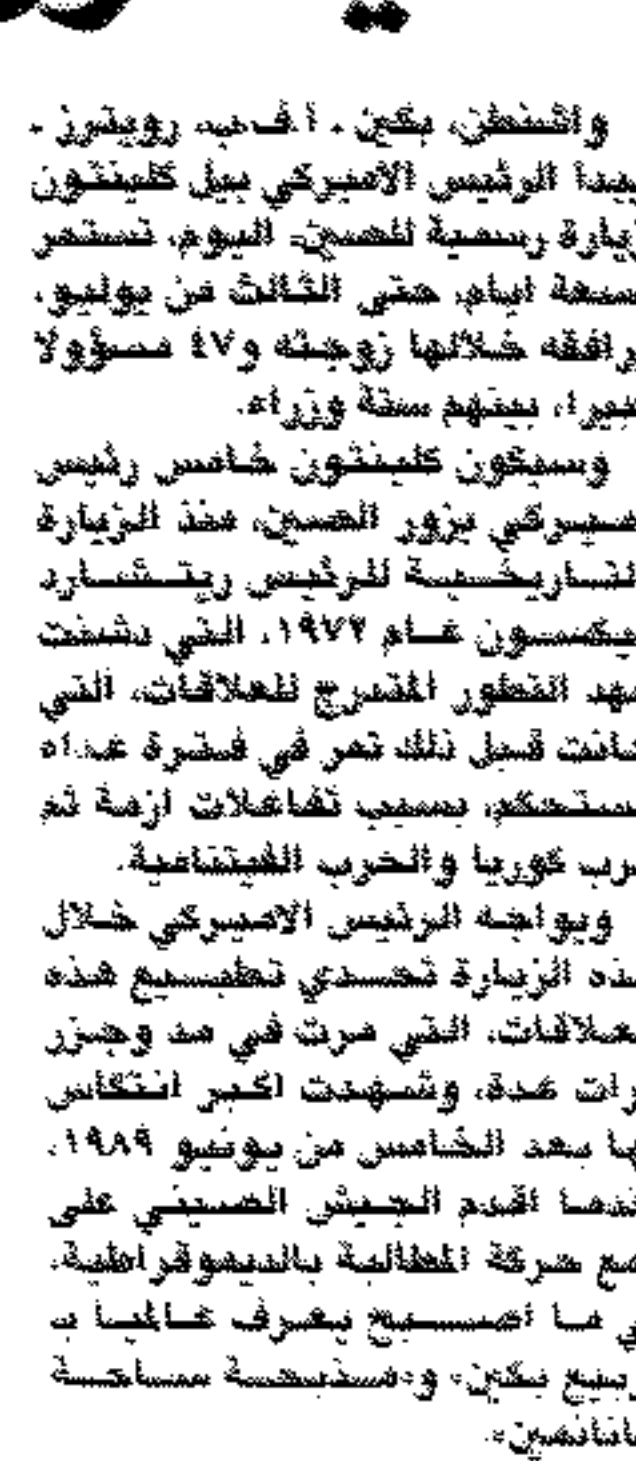 واشنطن، بكين ـ ا ف ب، رويترز ـ
يبدأ الرئيس الاميركي بيل كلينتون
زيارة رسمية للصين، اليوم، تستمر
تسعة ايام، حتى الثالث من يوليو،
يرافقه خلالها زوجته و٤٧ مسؤولا
كبيرا، بينهم ستة وزراء.
وسيكون كلينتون خامس رئيس
اميركي يزور الصين، منذ الزيارة
التاريخية للرئيس ريتشارد
نيكسون عام ١٩٧٢، التي دشنت
عهد التطور المتدرج للعلاقات، التي
كانت قبل ذلك تمر في فترة عداء
مستحكم، بسبب تفاعلات ازمة ثم
حرب كوريا والحرب الفيتنامية.
ويواجه الرئيس الاميركي خلال
هذه الزيارة تحدي تطبيع هذه
العلاقات، التي مرت في مد وجزر
مرات عدة، وشهدت اكبر انتكاس
لها بعد الخامس من يونيو ١٩٨٩،
عندما اقدم الجيش الصيني على
قمع حركة المطالبة بالديموقراطية،
في ما اصبح يعرف عالميا بـ
«ربيع بكين» و«مذبحة ساحة
تيانانمين».